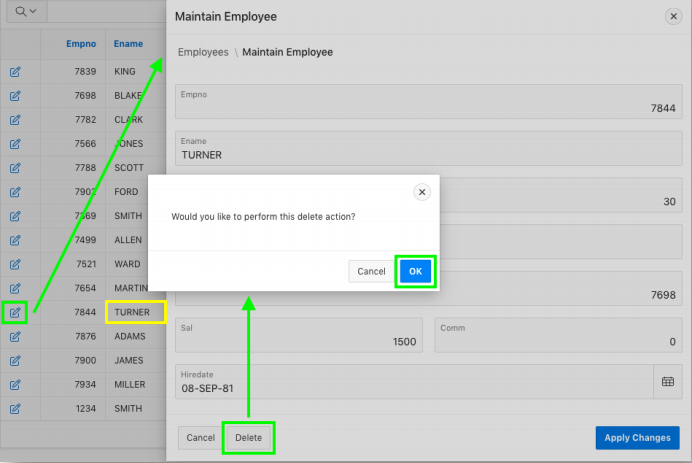 Maintain Employee
Employees \ Maintain Employee
Empno Ename
7839 KING
7698 BLAKE
7782 CLARK
7566 JONES
7788 SCOTT
7902 FORD
7369 SMITH
7499 ALLEN
7521 WARD
7654 MARTIN
7844 TURNER
7876 ADAMS
7900 JAMES
7934 MILLER
1234 SMITH
Empno
7844
Ename
TURNER
30
Would you like to perform this delete action?
Cancel OK
7698
Sal
1500
Comm
0
Hiredate
08-SEP-81
Cancel Delete Apply Changes